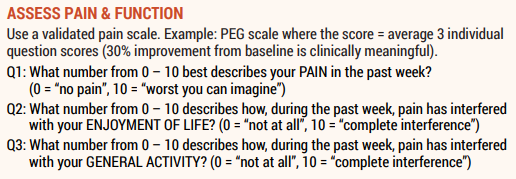 ASSESS PAIN & FUNCTION
Use a validated pain scale. Example: PEG scale where the score = average 3 individual
question scores (30% improvement from baseline is clinically meaningful).
Q1: What number from 0 – 10 best describes your PAIN in the past week?
(0 = “no pain”, 10 = “worst you can imagine”)
Q2: What number from 0 – 10 describes how, during the past week, pain has interfered
with your ENJOYMENT OF LIFE? (0 = “not at all”, 10 = “complete interference”)
Q3: What number from 0 – 10 describes how, during the past week, pain has interfered
with your GENERAL ACTIVITY? (0 = “not at all”, 10 = “complete interference”)